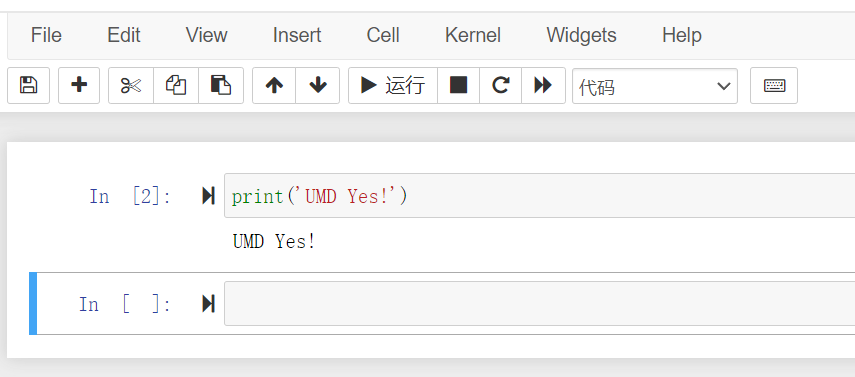 File Edit View Insert Cell Kernel Widgets Help
运行 代码
In [2]: print('UMD Yes!')
UMD Yes!
In [ ]: